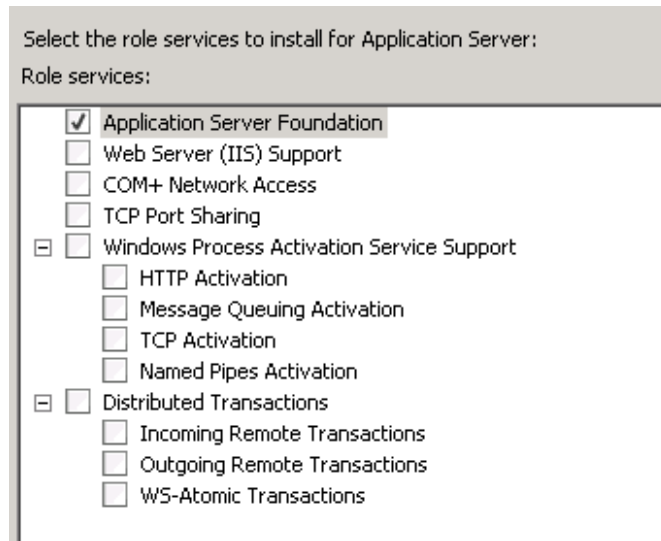 Select the role services to install for Application Server:
Role services:
Application Server Foundation
Web Server (IIS) Support
COM+ Network Access
TCP Port Sharing
Windows Process Activation Service Support
HTTP Activation
Message Queuing Activation
TCP Activation
Named Pipes Activation
Distributed Transactions
Incoming Remote Transactions
Outgoing Remote Transactions
WS-Atomic Transactions